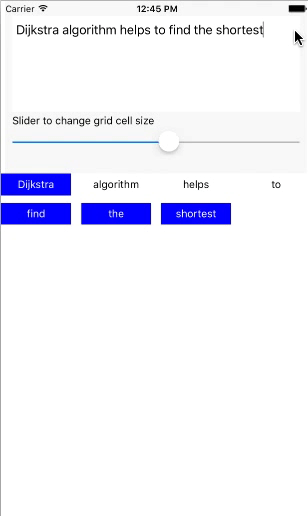 Carrier 12:45 PM
Dijkstra algorithm helps to find the shortest
Slider to change grid cell size
Dijkstra algorithm helps to
find the shortest